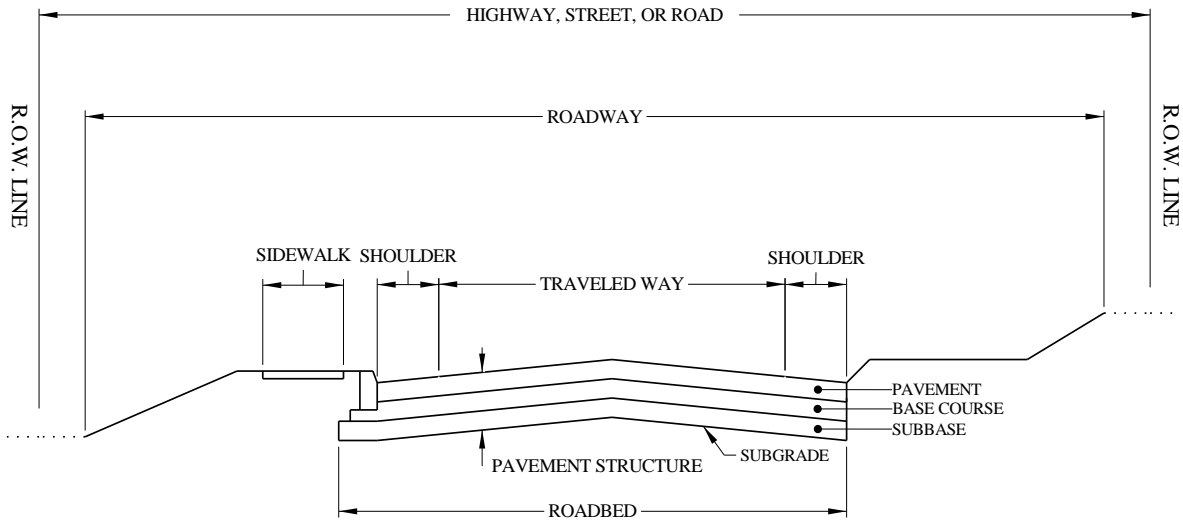 HIGHWAY, STREET, OR ROAD
R.O.W. LINE
R.O.W. LINE
ROADWAY
SIDEWALK
SHOULDER
SHOULDER
TRAVELED WAY
PAVEMENT
BASE COURSE
SUBBASE
SUBGRADE
PAVEMENT STRUCTURE
ROADBED